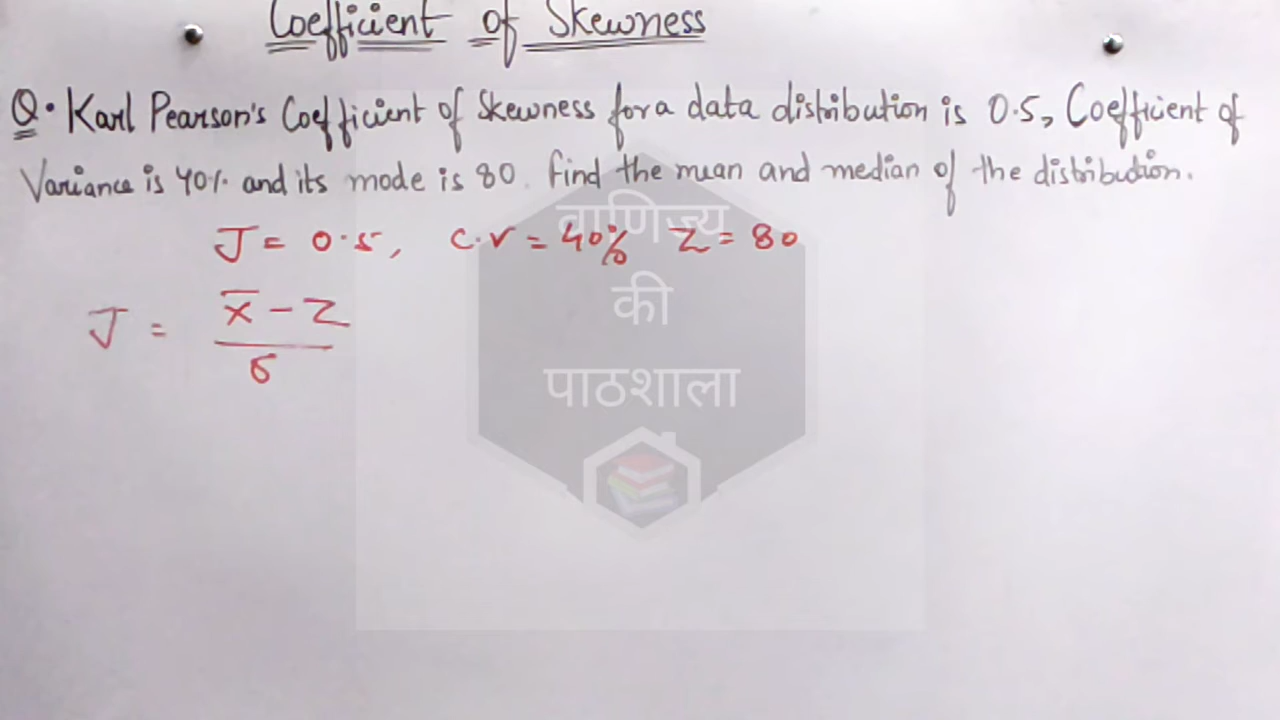 Coefficient of Skewness
Q. Karl Pearson's Coefficient of Skewness for a data distribution is 0.5, Coefficient of
Variance is 40% and its mode is 80. Find the mean and median of the distribution.
J = 0.5, C.V = 40% Z = 80
J = x̄ - Z
σ
वाणिज्य
की
पाठशाला